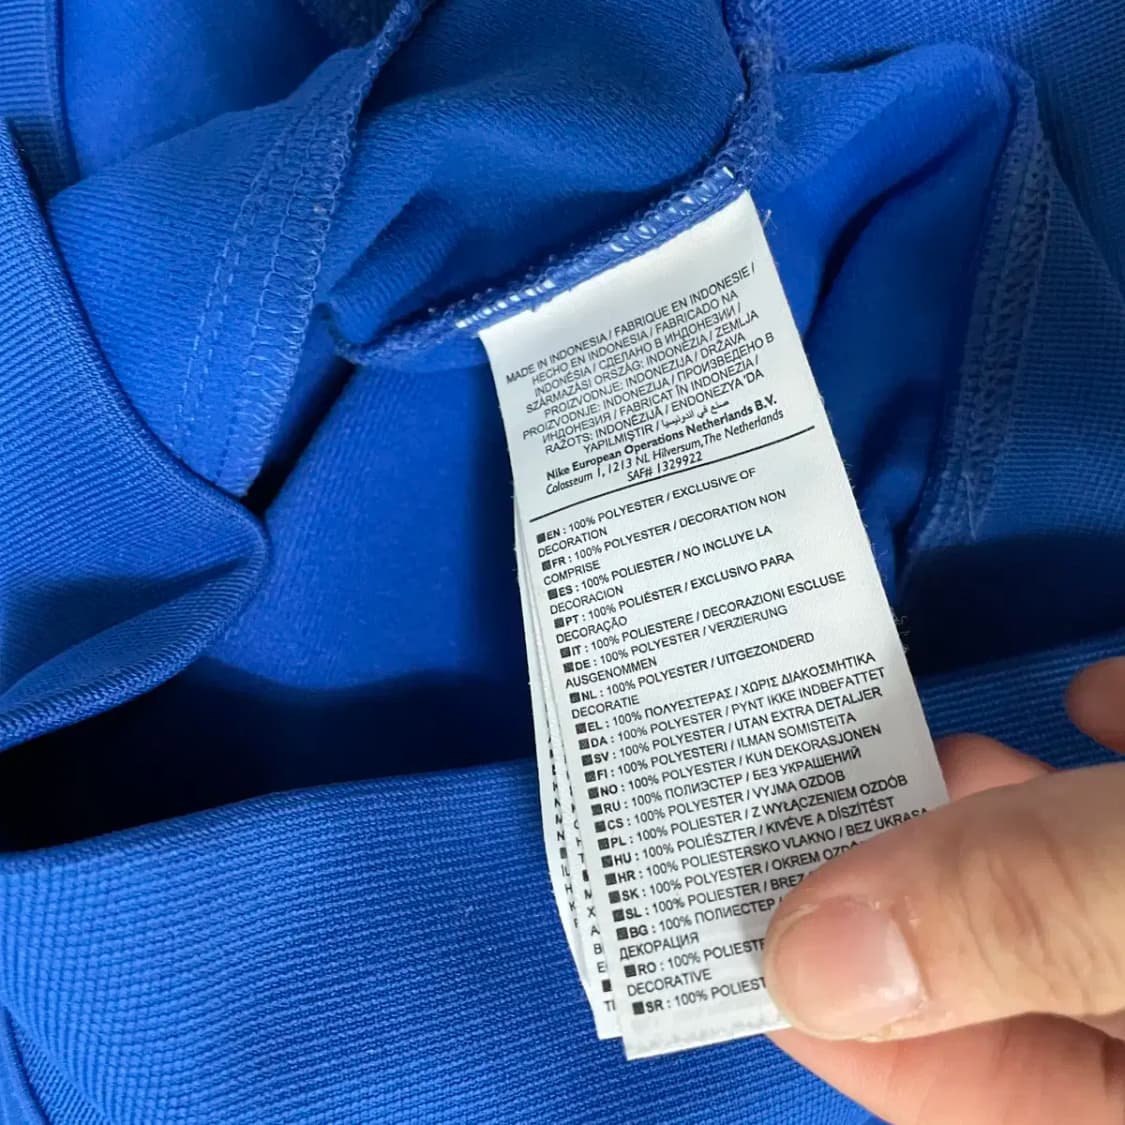 MADE IN INDONESIA / FABRIQUE EN INDONESIE /
HECHO EN INDONESIA / FABRICADO NA
INDONÉSIA / СДЕЛАНО В ИНДОНЕЗИИ /
SZÁRMAZÁSI ORSZÁG: INDONÉZIA / ZEMLJA
PROIZVODNJE: INDONEZIJA / DRŽAVA
PROIZVODNJE: INDONEZIJA / ПРОИЗВЕДЕНО В
ИНДОНЕЗИЯ / FABRICAT ÎN INDONEZIA /
RAŽOTS: INDONĒZIJĀ / ENDONEZYA'DA
YAPILMIŞTIR / صنع في اندونيسيا /
Nike European Operations Netherlands B.V.
Colosseum 1, 1213 NL Hilversum,The Netherlands
SAF# 1329922
EN : 100% POLYESTER / EXCLUSIVE OF
DECORATION
FR : 100% POLYESTER / DECORATION NON
COMPRISE
ES : 100% POLIESTER / NO INCLUYE LA
DECORACION
PT : 100% POLIÉSTER / EXCLUSIVO PARA
DECORAÇÃO
IT : 100% POLIESTERE / DECORAZIONI ESCLUSE
DE : 100% POLYESTER / VERZIERUNG
AUSGENOMMEN
NL : 100% POLYESTER / UITGEZONDERD
DECORATIE
EL : 100% ΠΟΛΥΕΣΤΕΡΑΣ / ΧΩΡΙΣ ΔΙΑΚΟΣΜΗΤΙΚΑ
DA : 100% POLYESTER / PYNT IKKE INDBEFATTET
SV : 100% POLYESTER / UTAN EXTRA DETALJER
FI : 100% POLYESTERI / ILMAN SOMISTEITA
NO : 100% POLYESTER / KUN DEKORASJONEN
RU : 100% ПОЛИЭСТЕР / БЕЗ УКРАШЕНИЙ
CS : 100% POLYESTER / VYJMA OZDOB
PL : 100% POLIESTER / Z WYŁĄCZENIEM OZDÓB
HU : 100% POLIÉSZTER / KIVÉVE A DÍSZÍTÉST
HR : 100% POLIESTERSKO VLAKNO / BEZ UKRASA
SK : 100% POLYESTER / OKREM
SL : 100% POLIESTER / BREZ
BG : 100% ПОЛИЕСТЕР /
ДЕКОРАЦИЯ
RO : 100%
DECORATIVE
SR : 100%